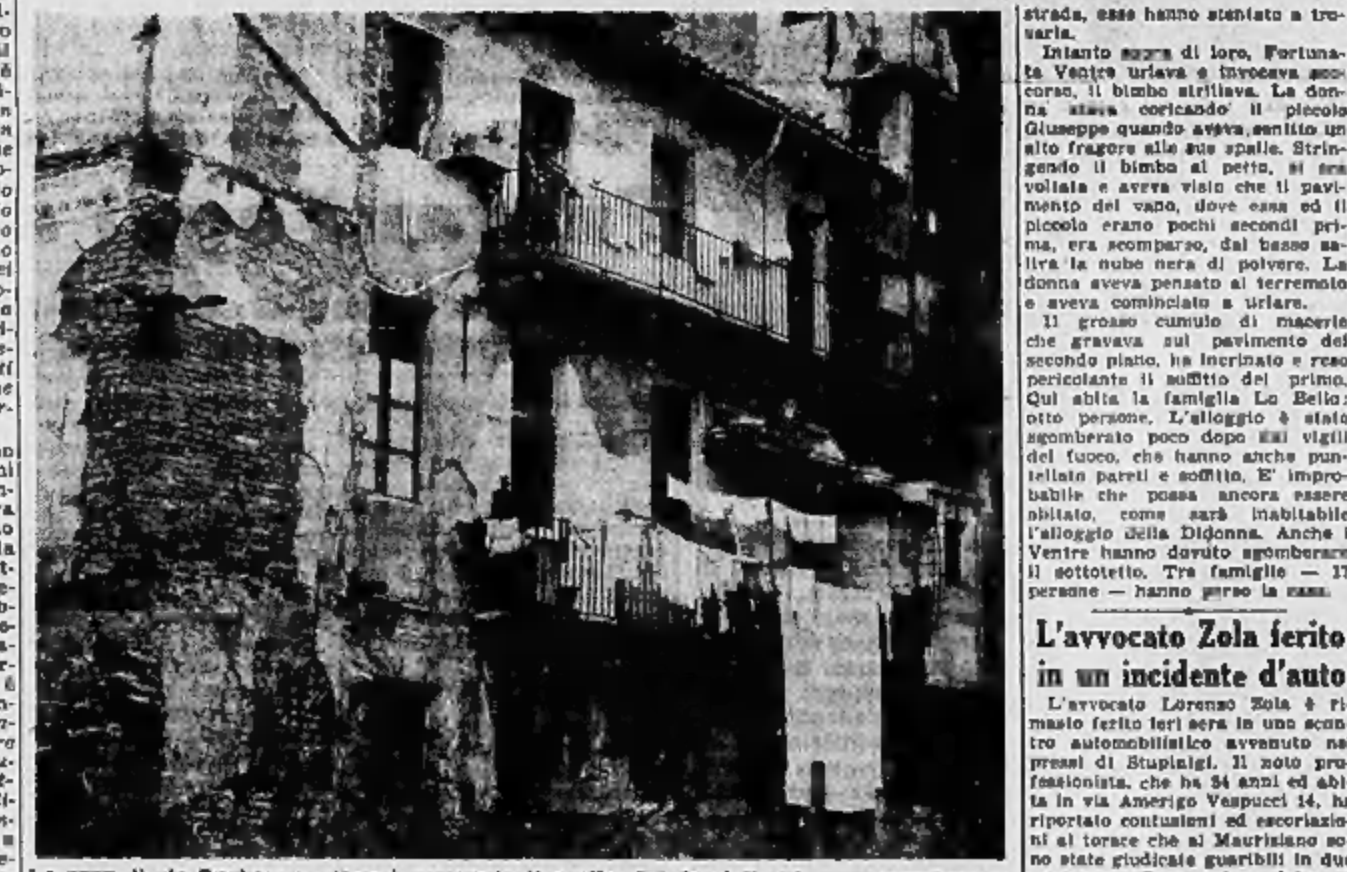 strada, esse hanno stentato a tro-
varla.
Intanto sopra di loro, Fortuna-
ta Ventre urlava e invocava soc-
corso, il bimbo strillava. La don-
na stava coricando il piccolo
Giuseppe quando aveva sentito un
alto fragore alle sue spalle. Strin-
gendo il bimbo al petto, si era
voltata e aveva visto che il pavi-
mento del vano, dove essa ed il
piccolo erano pochi secondi pri-
ma, era scomparso, dal basso sa-
liva la nube nera di polvere. La
donna aveva pensato al terremoto
e aveva cominciato a urlare.
Il grosso cumulo di macerie
che gravava sul pavimento del
secondo piano, ha incrinato e reso
pericolante il soffitto del primo.
Qui abita la famiglia Lo Bello:
otto persone. L'alloggio è stato
sgomberato poco dopo dai vigili
del fuoco, che hanno anche pun-
tellato pareti e soffitto. E' impro-
babile che possa ancora essere
abitato, come sarà inabitabile
l'alloggio della Didonna. Anche i
Ventre hanno dovuto sgomberare
il sottotetto. Tre famiglie — 17
persone — hanno perso la casa.
L'avvocato Zola ferito
in un incidente d'auto
L'avvocato Lorenzo Zola è ri-
masto ferito ieri sera in uno scon-
tro automobilistico avvenuto nei
pressi di Stupinigi. Il noto pro-
fessionista, che ha 54 anni ed abi-
ta in via Amerigo Vespucci 14, ha
riportato contusioni ed escoriazio-
ni al torace che al Mauriziano so-
no state giudicate guaribili in due